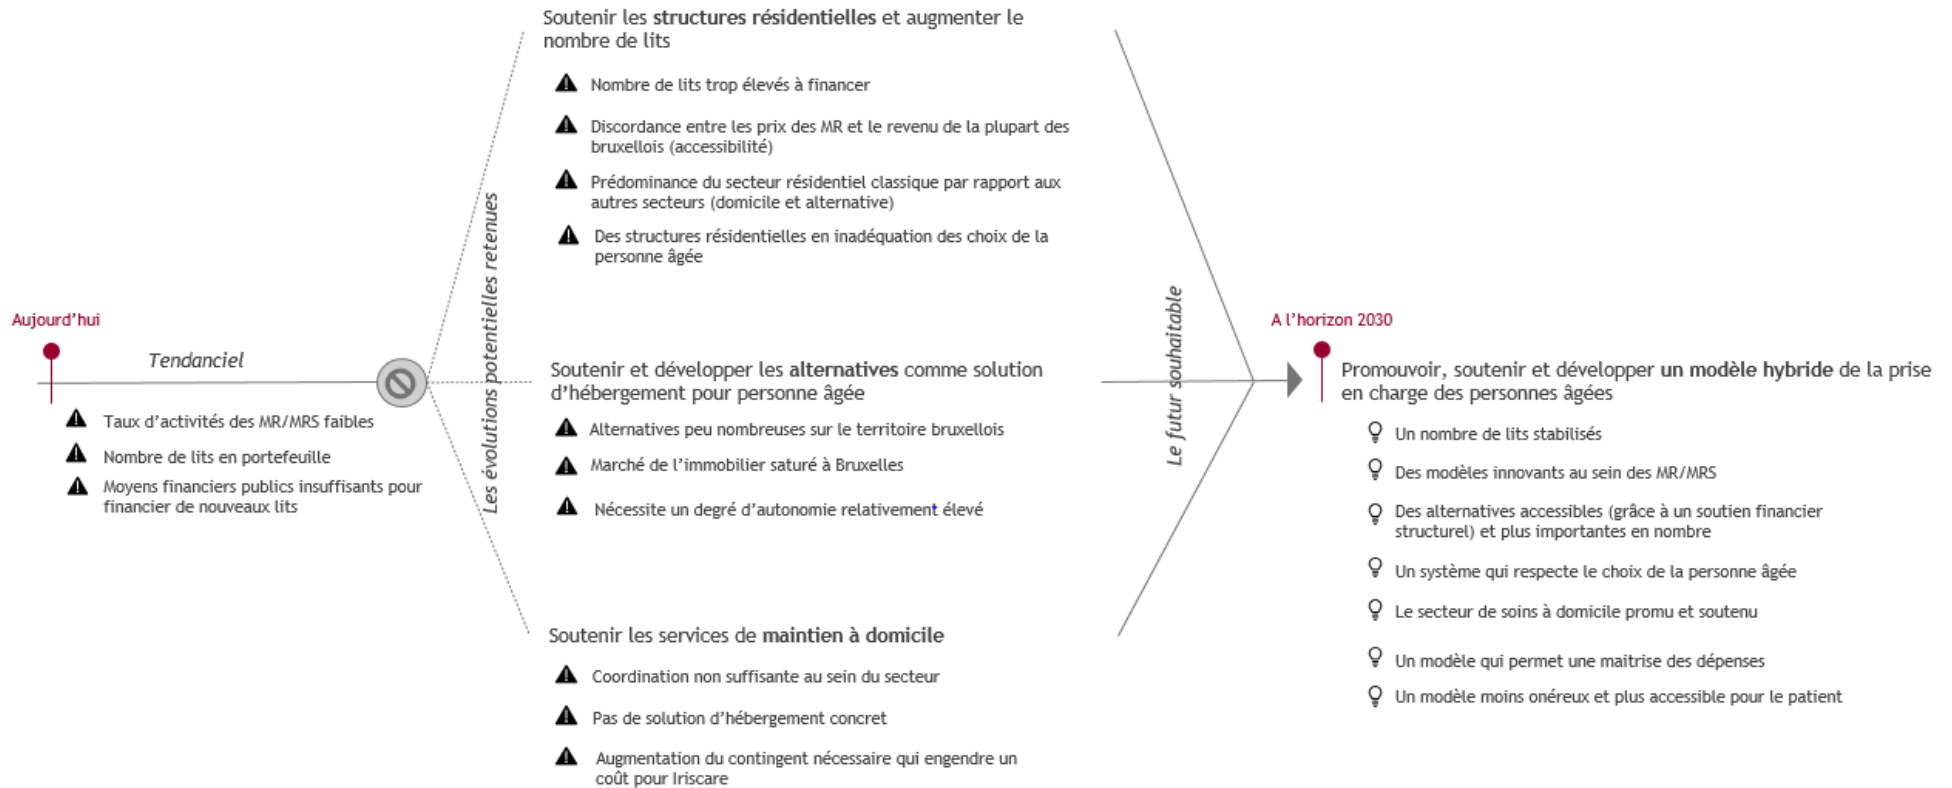 Aujourd'hui
Tendanciel
Taux d'activités des MR/MRS faibles
Nombre de lits en portefeuille
Moyens financiers publics insuffisants pour
financier de nouveaux lits
Les évolutions potentielles retenues
Soutenir les structures résidentielles et augmenter le
nombre de lits
Nombre de lits trop élevés à financer
Discordance entre les prix des MR et le revenu de la plupart des
bruxellois (accessibilité)
Prédominance du secteur résidentiel classique par rapport aux
autres secteurs (domicile et alternative)
Des structures résidentielles en inadéquation des choix de la
personne âgée
Soutenir et développer les alternatives comme solution
d'hébergement pour personne âgée
Alternatives peu nombreuses sur le territoire bruxellois
Marché de l'immobilier saturé à Bruxelles
Nécessite un degré d'autonomie relativement élevé
Soutenir les services de maintien à domicile
Coordination non suffisante au sein du secteur
Pas de solution d'hébergement concret
Augmentation du contingent nécessaire qui engendre un
coût pour Iriscare
Le futur souhaitable
A l'horizon 2030
Promouvoir, soutenir et développer un modèle hybride de la prise
en charge des personnes âgées
Un nombre de lits stabilisés
Des modèles innovants au sein des MR/MRS
Des alternatives accessibles (grâce à un soutien financier
structurel) et plus importantes en nombre
Un système qui respecte le choix de la personne âgée
Le secteur de soins à domicile promu et soutenu
Un modèle qui permet une maitrise des dépenses
Un modèle moins onéreux et plus accessible pour le patient